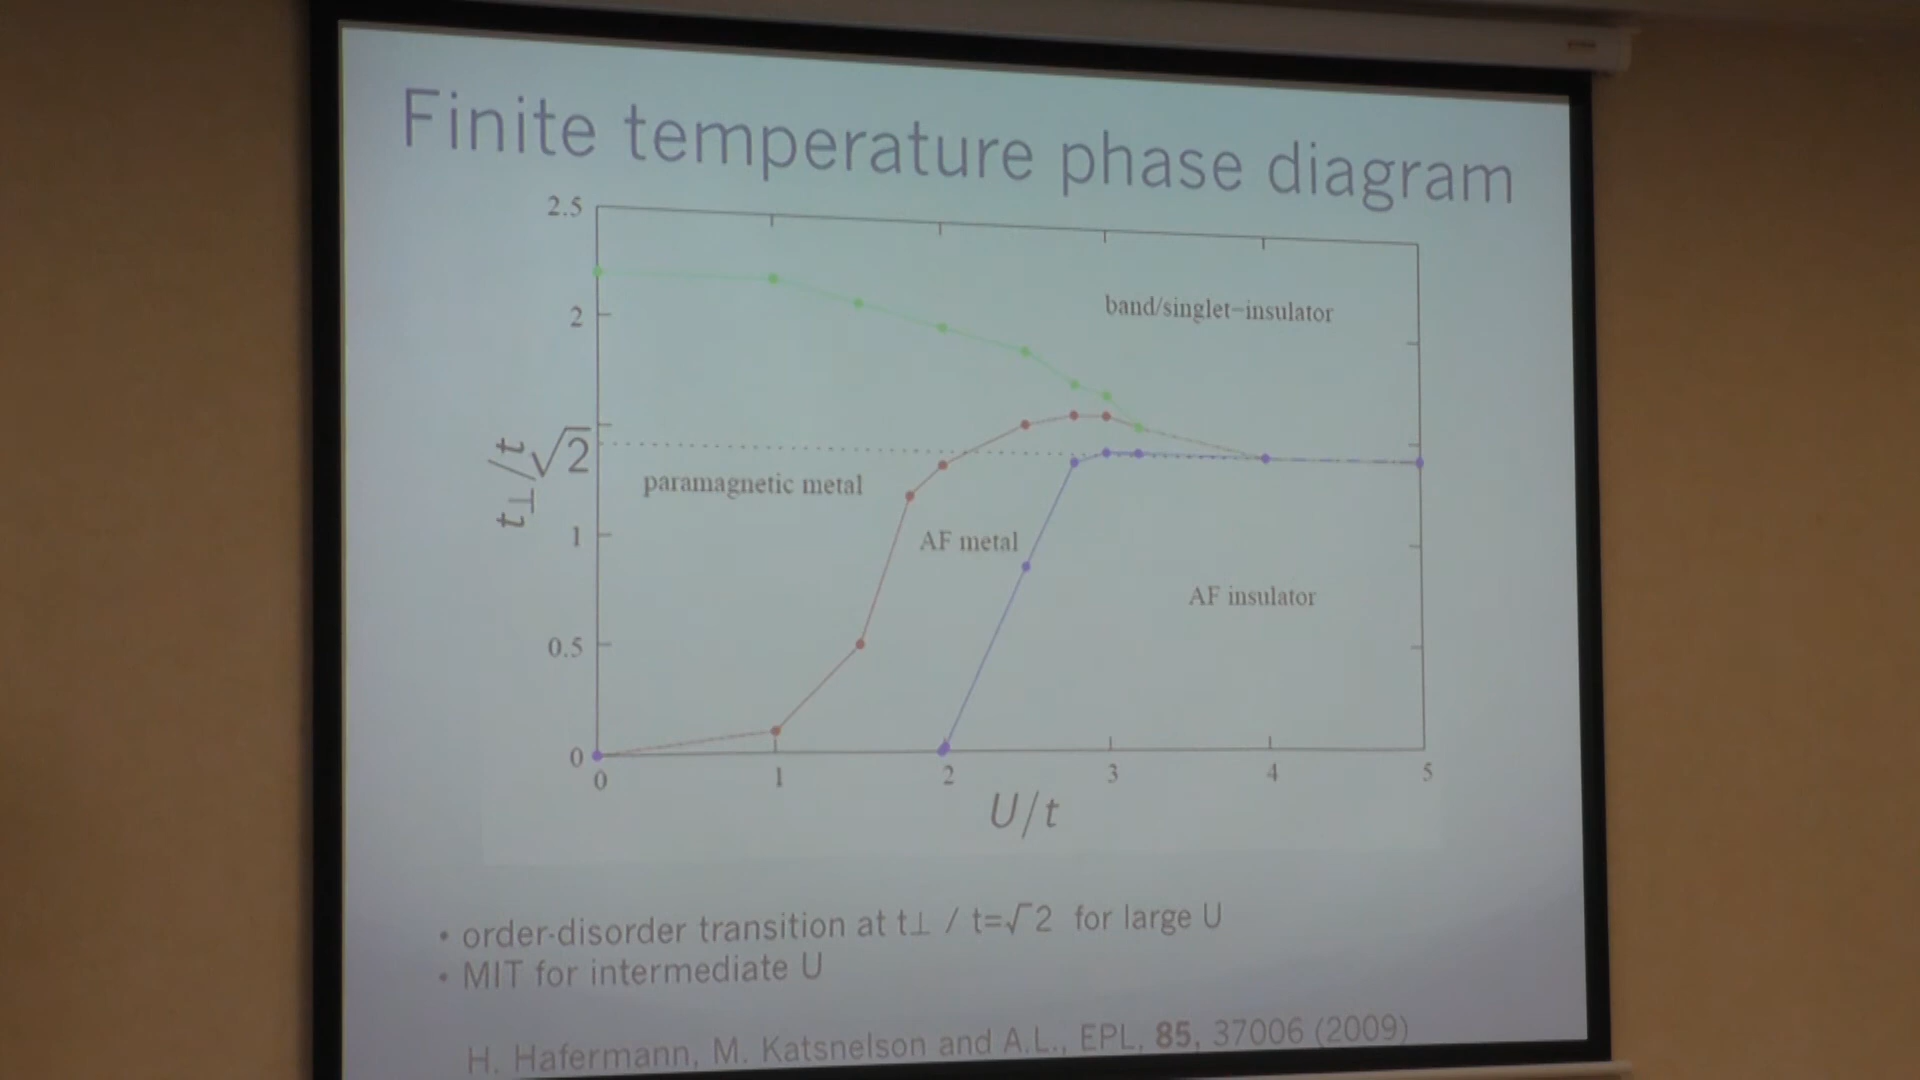 Finite temperature phase diagram
2.5
2
√2
1
0.5
0
t⊥/t
band/singlet-insulator
paramagnetic metal
AF metal
AF insulator
0 1 2 3 4 5
U/t
• order-disorder transition at t⊥ / t=√2 for large U
• MIT for intermediate U
H. Hafermann, M. Katsnelson and A.L., EPL, 85, 37006 (2009)